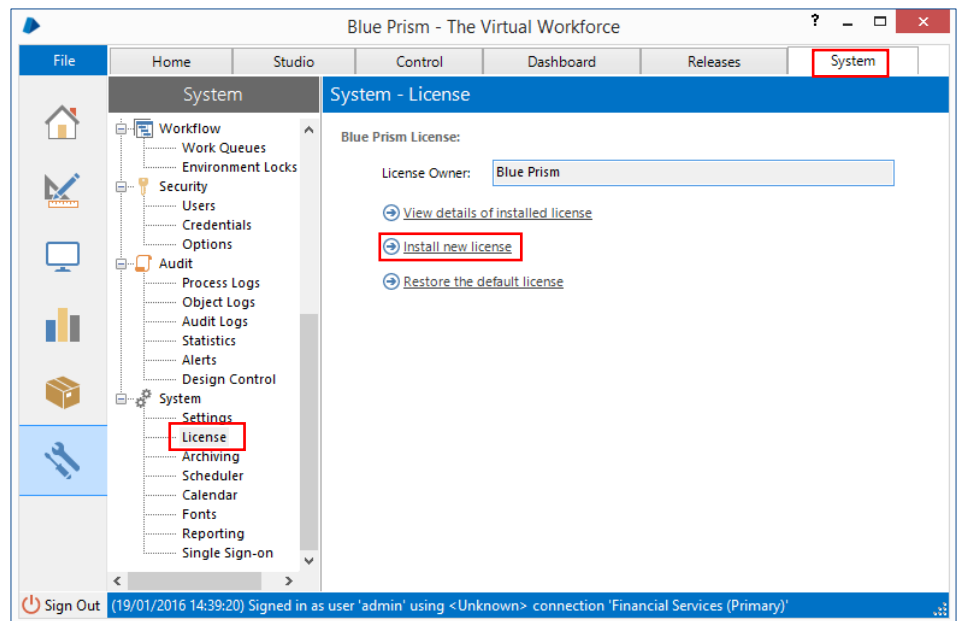 Blue Prism - The Virtual Workforce
?
File
Home
Studio
Control
Dashboard
Releases
System
System
Workflow
Work Queues
Environment Locks
Security
Users
Credentials
Options
Audit
Process Logs
Object Logs
Audit Logs
Statistics
Alerts
Design Control
System
Settings
License
Archiving
Scheduler
Calendar
Fonts
Reporting
Single Sign-on
System - License
Blue Prism License:
License Owner: Blue Prism
View details of installed license
Install new license
Restore the default license
Sign Out
(19/01/2016 14:39:20) Signed in as user 'admin' using <Unknown> connection 'Financial Services (Primary)'